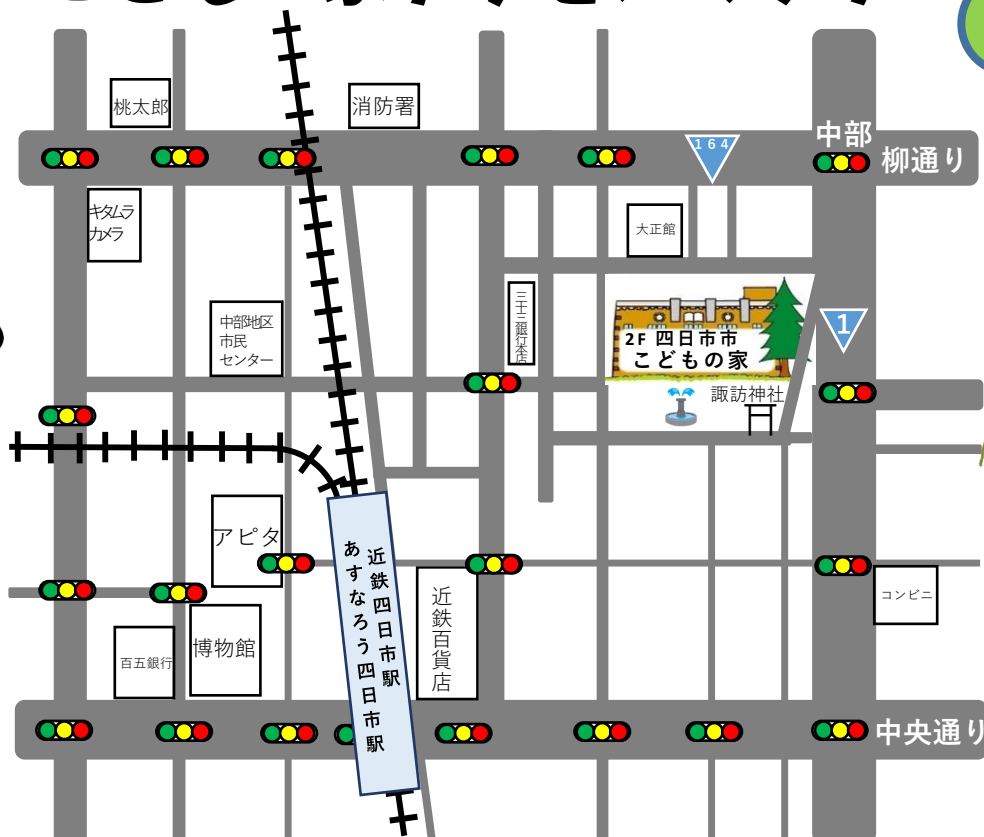 桃太郎
消防署
164
中部
柳通り
キタムラ
カメラ
大正館
中部地区
市民
センター
三十三銀行本店
2F 四日市市
こどもの家
1
諏訪神社
アピタ
近鉄四日市駅
あすなろう四日市駅
近鉄百貨店
コンビニ
百五銀行
博物館
中央通り